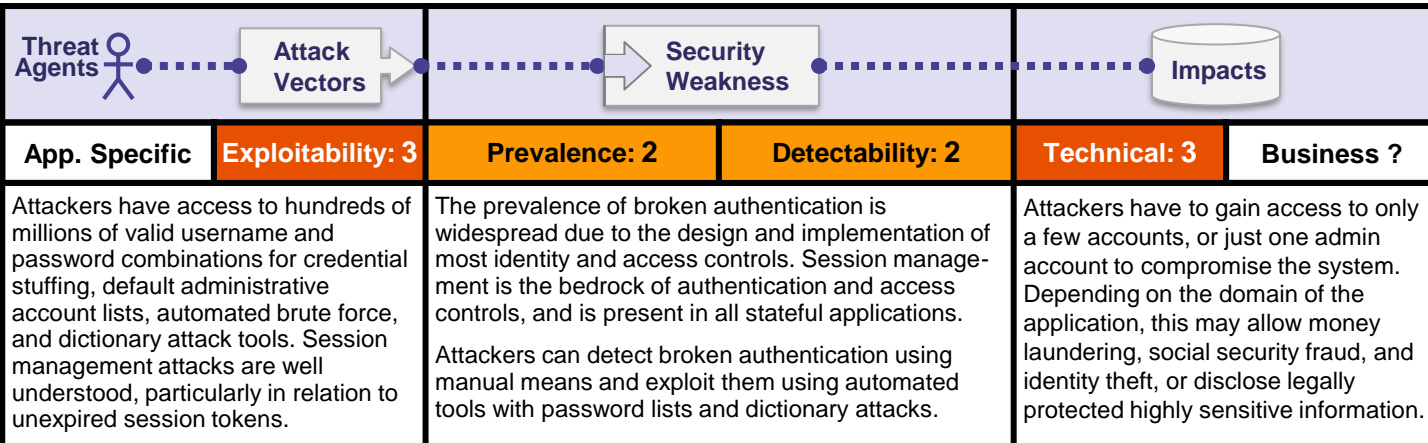 Threat
Agents
Attack
Vectors
Security
Weakness
Impacts
App. Specific
Exploitability: 3
Prevalence: 2
Detectability: 2
Technical: 3
Business ?
Attackers have access to hundreds of
millions of valid username and
password combinations for credential
stuffing, default administrative
account lists, automated brute force,
and dictionary attack tools. Session
management attacks are well
understood, particularly in relation to
unexpired session tokens.
The prevalence of broken authentication is
widespread due to the design and implementation of
most identity and access controls. Session manage-
ment is the bedrock of authentication and access
controls, and is present in all stateful applications.
Attackers can detect broken authentication using
manual means and exploit them using automated
tools with password lists and dictionary attacks.
Attackers have to gain access to only
a few accounts, or just one admin
account to compromise the system.
Depending on the domain of the
application, this may allow money
laundering, social security fraud, and
identity theft, or disclose legally
protected highly sensitive information.